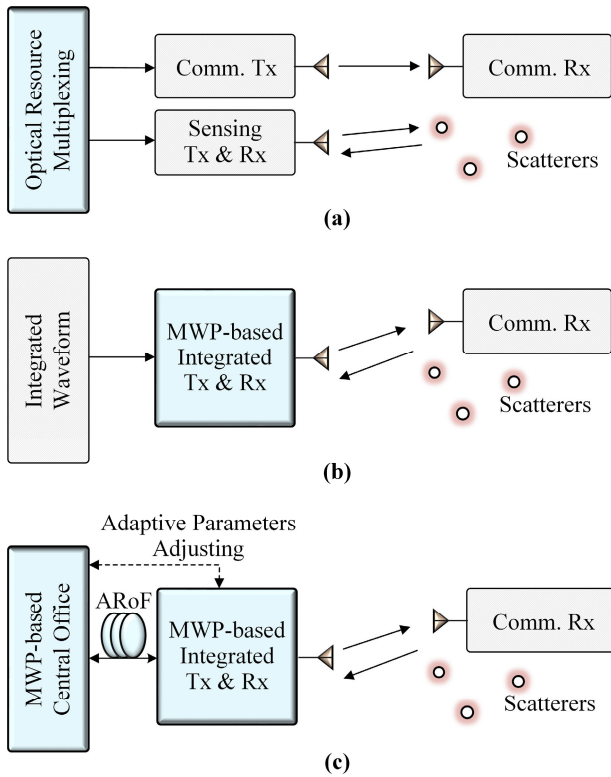 Optical Resource
Multiplexing
Comm. Tx
Comm. Rx
Sensing
Tx & Rx
Scatterers
(a)
Integrated
Waveform
MWP-based
Integrated
Tx & Rx
Comm. Rx
Scatterers
(b)
Adaptive Parameters
Adjusting
MWP-based
Central Office
ARoF
MWP-based
Integrated
Tx & Rx
Comm. Rx
Scatterers
(c)